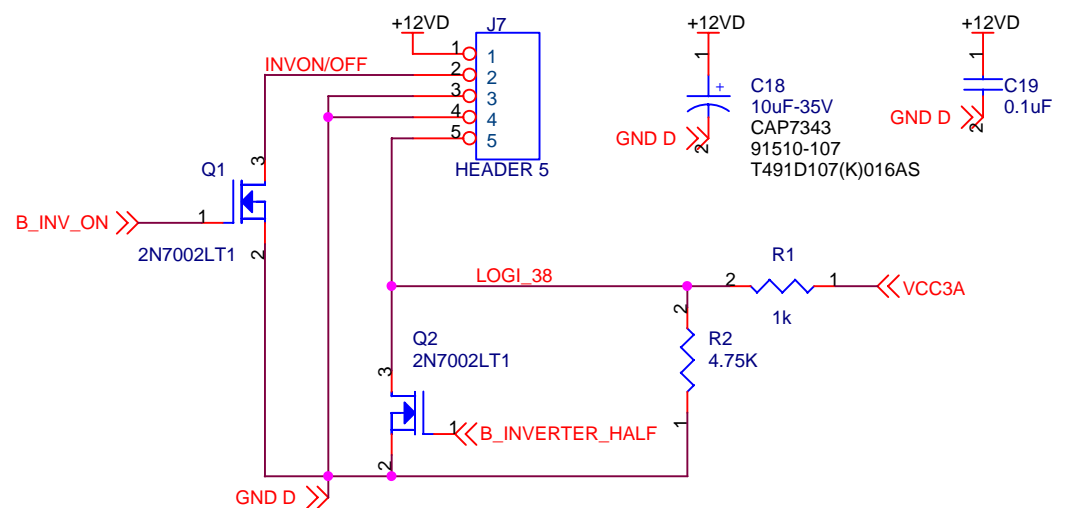 +12VD
J7
+12VD
+12VD
1
1
INVON/OFF
2
2
3
3
4
4
5
5
HEADER 5
1
+
C18
10uF-35V
CAP7343
91510-107
T491D107(K)016AS
GND D
2
1
C19
0.1uF
GND D
2
Q1
3
B_INV_ON
1
2N7002LT1
2
LOGI_38
R1
2
1
VCC3A
1k
Q2
2N7002LT1
2
R2
4.75K
3
1
B_INVERTER_HALF
1
2
GND D